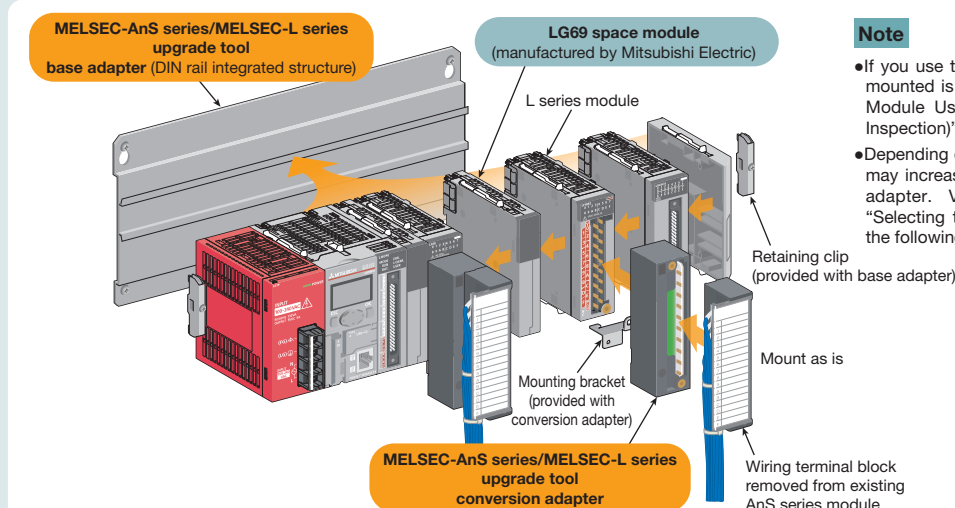 MELSEC-AnS series/MELSEC-L series
upgrade tool
base adapter (DIN rail integrated structure)
LG69 space module
(manufactured by Mitsubishi Electric)
L series module
Note
●If you use t
mounted is
Module Us
Inspection)"
●Depending
may increas
adapter. V
"Selecting t
the following
Retaining clip
(provided with base adapter)
Mount as is
Mounting bracket
(provided with
conversion adapter)
MELSEC-AnS series/MELSEC-L series
upgrade tool
conversion adapter
Wiring terminal block
removed from existing
AnS series module
MITSUBISHI
INPUT